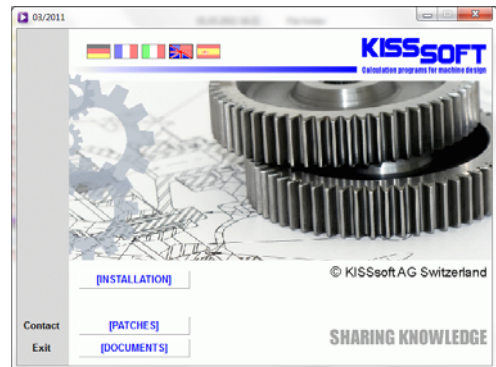 03/2011
KISSSOFT
Calculation programs for machine design
© KISSsoft AG Switzerland
[INSTALLATION]
Contact
[PATCHES]
Exit
[DOCUMENTS]
SHARING KNOWLEDGE